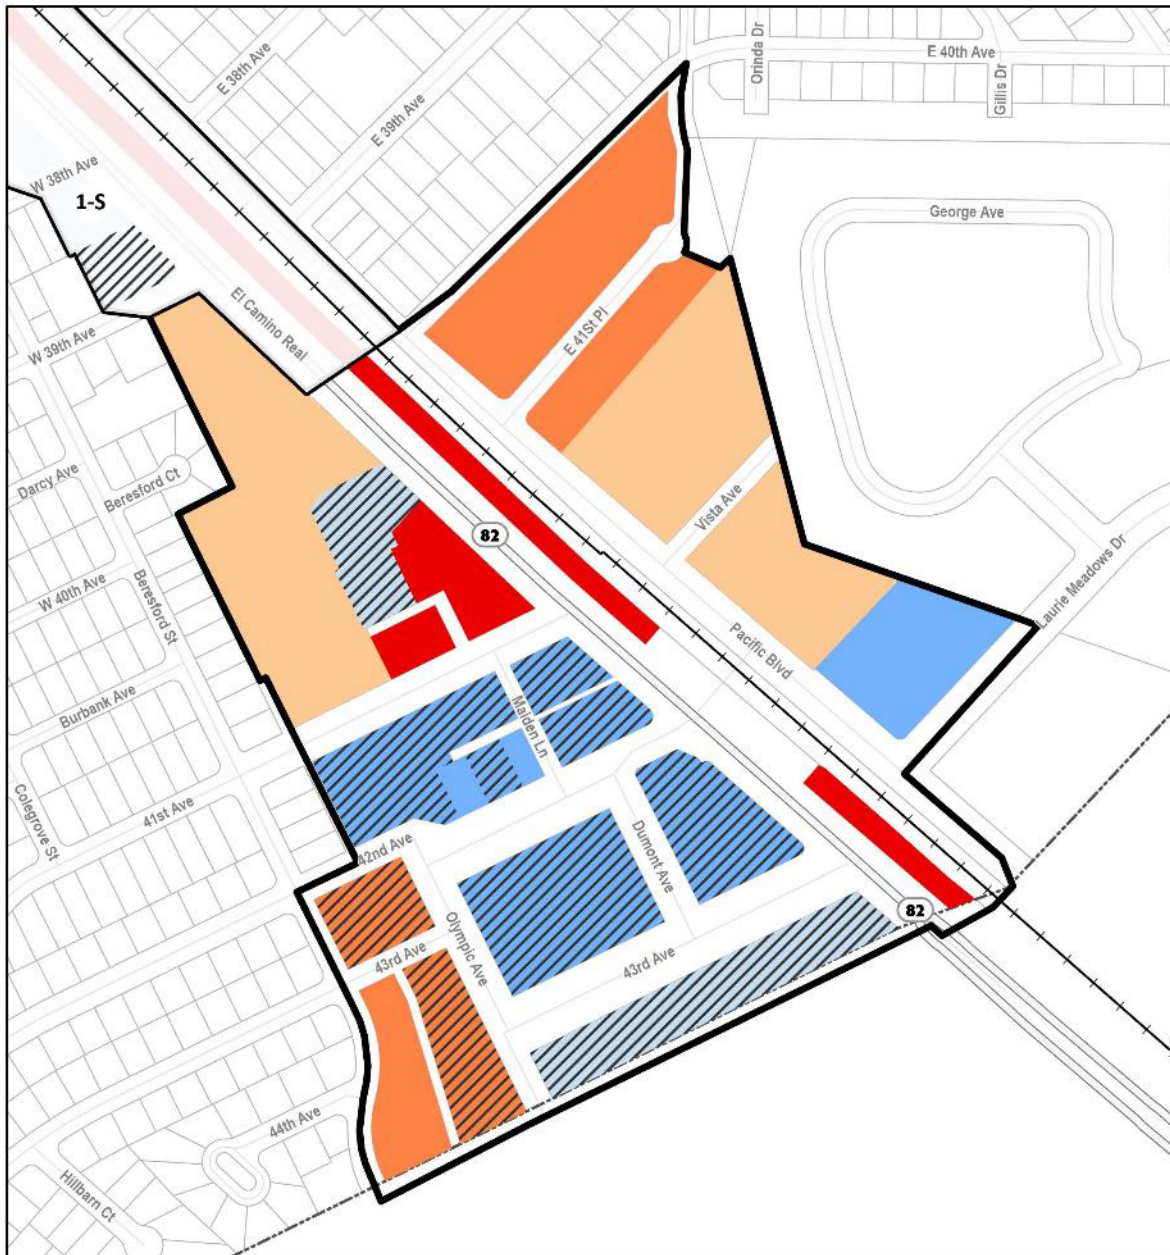 Orinda Dr
E 40th Ave
Gillis Dr
E 38th Ave
E 39th Ave
W 38th Ave
1-S
George Ave
El Camino Real
W 39th Ave
E 41St Pl
Darcy Ave
Beresford Ct
Vista Ave
82
W 40th Ave
Beresford St
Laurie Meadows Dr
Pacific Blvd
Burbank Ave
Maiden Ln
Colegrove St
41st Ave
42nd Ave
Dumont Ave
82
Olympic Ave
43rd Ave
43rd Ave
44th Ave
Hillbarn Ct